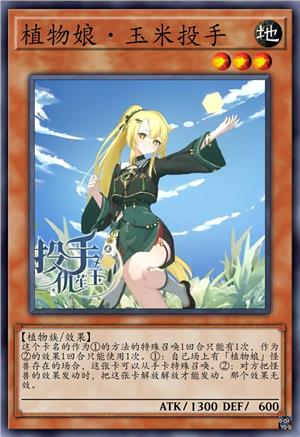 植物娘·玉米投手
地
投手
[植物族/效果]
这个卡名的作为①的方法的特殊召唤1回合只能有1次，作为
②的效果1回合只能使用1次。①：自己场上有「植物娘」怪
兽存在的场合，这张卡可以从手卡特殊召唤。②：对方把怪
兽的效果发动时，把这张卡解放才能发动。那个效果无
效。
ATK/1300 DEF/ 600